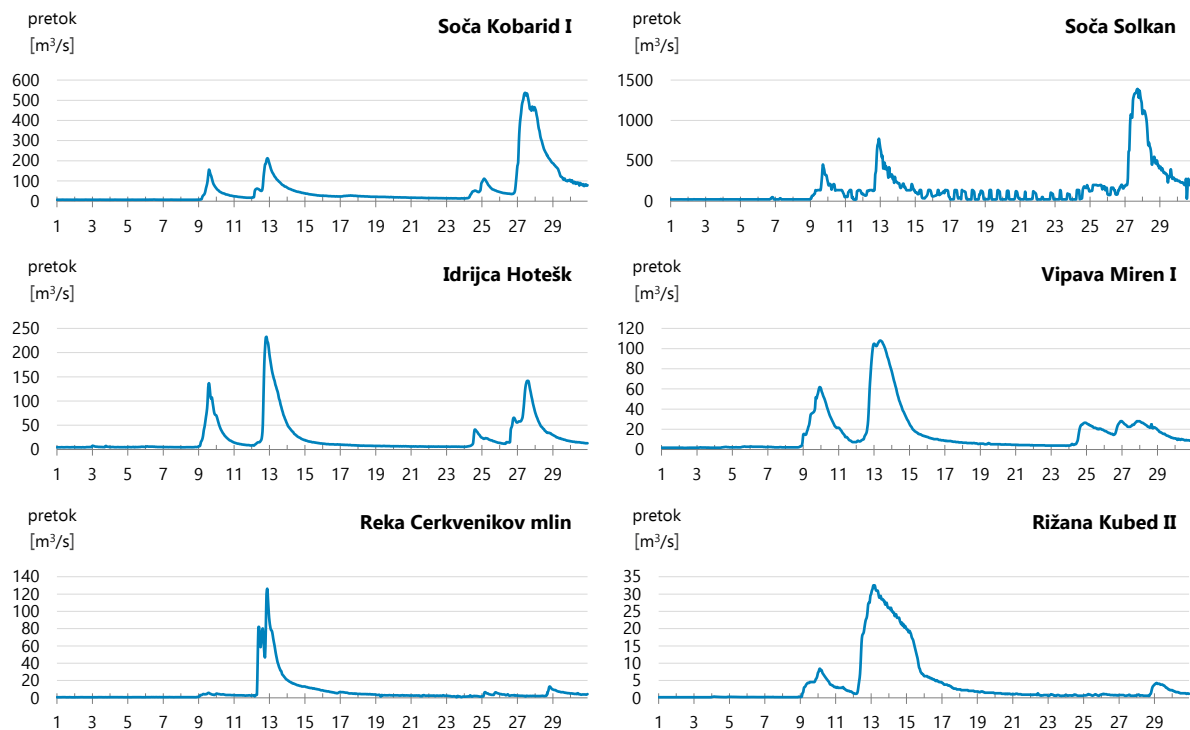 pretok
[m³/s]
Soča Kobarid I
600
500
400
300
200
100
0
1 3 5 7 9 11 13 15 17 19 21 23 25 27 29
pretok
[m³/s]
Soča Solkan
1500
1000
500
0
1 3 5 7 9 11 13 15 17 19 21 23 25 27 29
pretok
[m³/s]
Idrijca Hotešk
250
200
150
100
50
0
1 3 5 7 9 11 13 15 17 19 21 23 25 27 29
pretok
[m³/s]
Vipava Miren I
120
100
80
60
40
20
0
1 3 5 7 9 11 13 15 17 19 21 23 25 27 29
pretok
[m³/s]
Reka Cerkvenikov mlin
140
120
100
80
60
40
20
0
1 3 5 7 9 11 13 15 17 19 21 23 25 27 29
pretok
[m³/s]
Rižana Kubed II
35
30
25
20
15
10
5
0
1 3 5 7 9 11 13 15 17 19 21 23 25 27 29